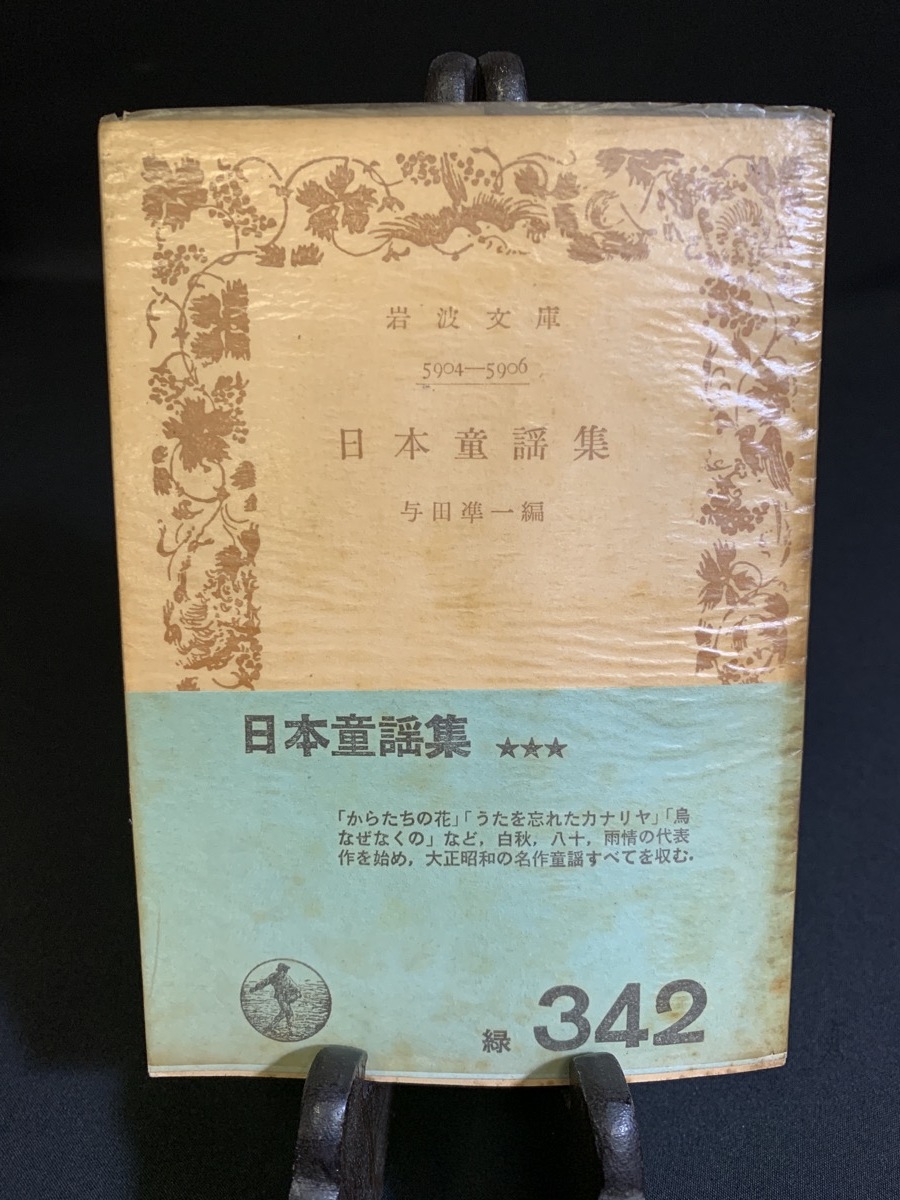 岩波文庫
5904—5906
日本童謡集
与田凖一編
日本童謡集 ★★★
「からたちの花」「うたを忘れたカナリヤ」「烏
なぜなくの」など，白秋，八十，雨情の代表
作を始め，大正昭和の名作童謡すべてを収む．
緑 342